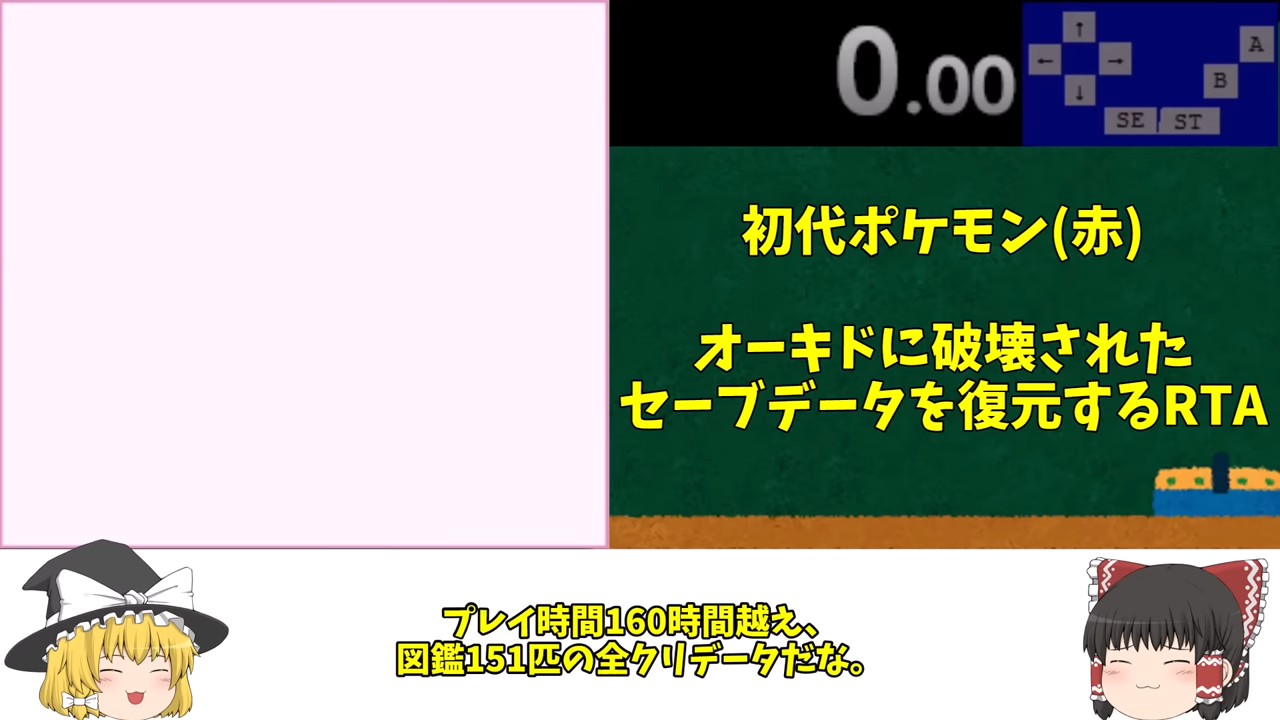 0.00
↑
← →
↓
A
B
SE ST
初代ポケモン(赤)
オーキドに破壊された
セーブデータを復元するRTA
プレイ時間160時間越え、
図鑑151匹の全クリデータだな。